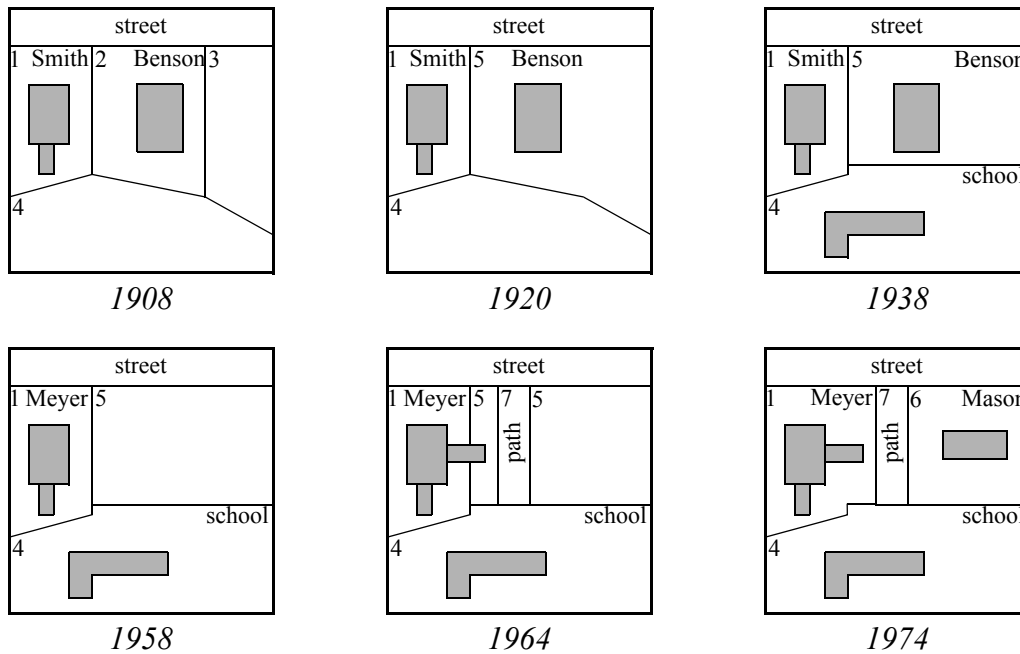 street street street
1 Smith 2 Benson 3 1 Smith 5 Benson 1 Smith 5 Benson
school
4 4 4
1908 1920 1938
street street street
1 Meyer 5 1 Meyer 5 7 5 1 Meyer 7 6 Mason
path path
school school school
4 4 4
1958 1964 1974